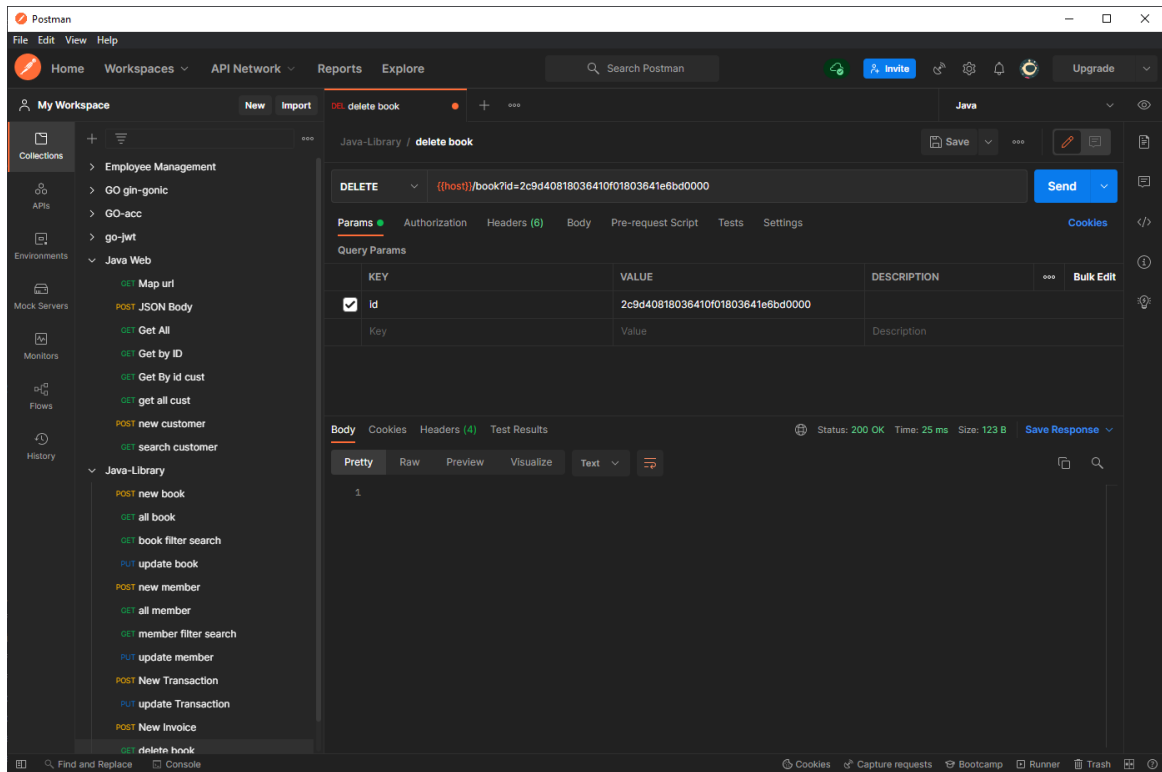 Postman
File Edit View Help
Home Workspaces API Network Reports Explore Search Postman Invite Upgrade
My Workspace New Import DEL delete book Java
Collections
APIs
Environments
Mock Servers
Monitors
Flows
History
Employee Management
GO gin-gonic
GO-acc
go-jwt
Java Web
GET Map url
POST JSON Body
GET Get All
GET Get by ID
GET Get By id cust
GET get all cust
POST new customer
GET search customer
Java-Library
POST new book
GET all book
GET book filter search
PUT update book
POST new member
GET all member
GET member filter search
PUT update member
POST New Transaction
PUT update Transaction
POST New Invoice
GET delete book
Java-Library / delete book Save
DELETE {{host}}/book?id=2c9d40818036410f01803641e6bd0000 Send
Params Authorization Headers (6) Body Pre-request Script Tests Settings Cookies
Query Params
KEY VALUE DESCRIPTION Bulk Edit
id 2c9d40818036410f01803641e6bd0000
Key Value Description
Body Cookies Headers (4) Test Results Status: 200 OK Time: 25 ms Size: 123 B Save Response
Pretty Raw Preview Visualize Text
1
Find and Replace Console Cookies Capture requests Bootcamp Runner Trash